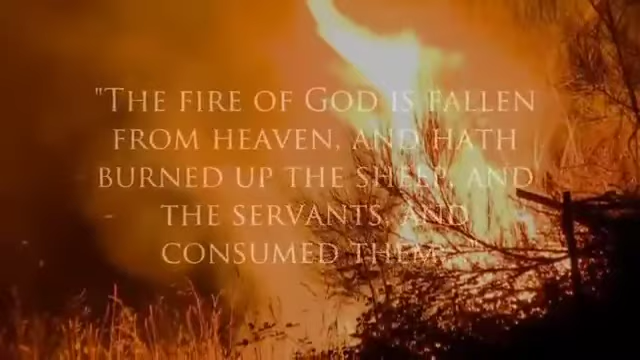 "The fire of God is fallen
from heaven, and hath
burned up the sheep, and
the servants, and
consumed them...